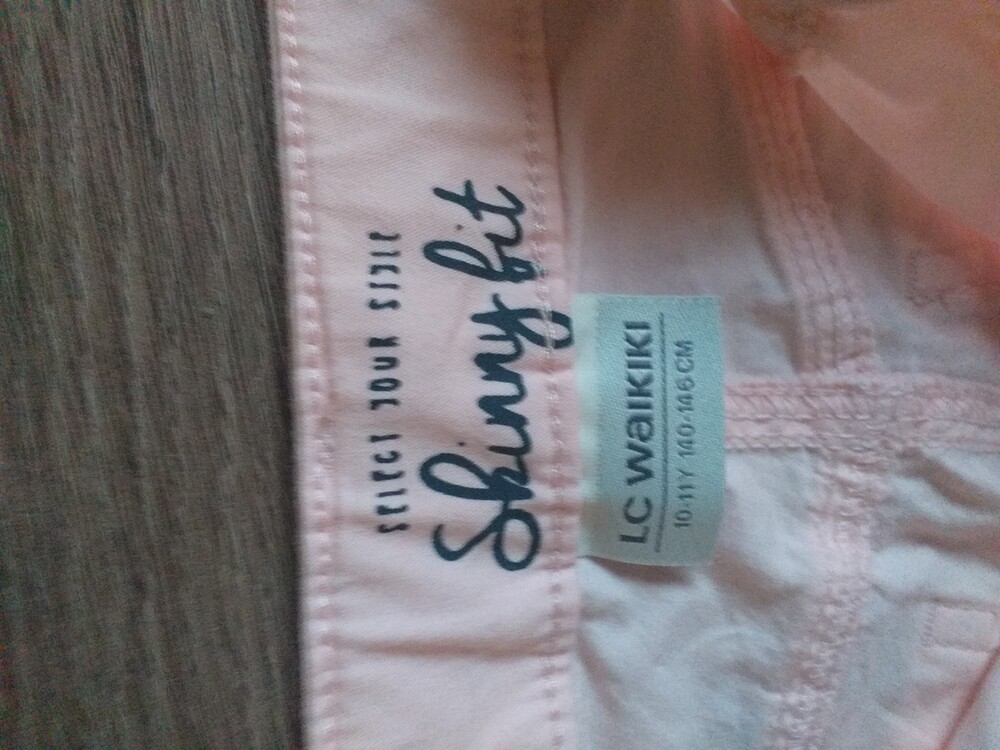 SELECT YOUR STYLE
Skinny fit
LC WAIKIKI
10-11Y 140-146CM